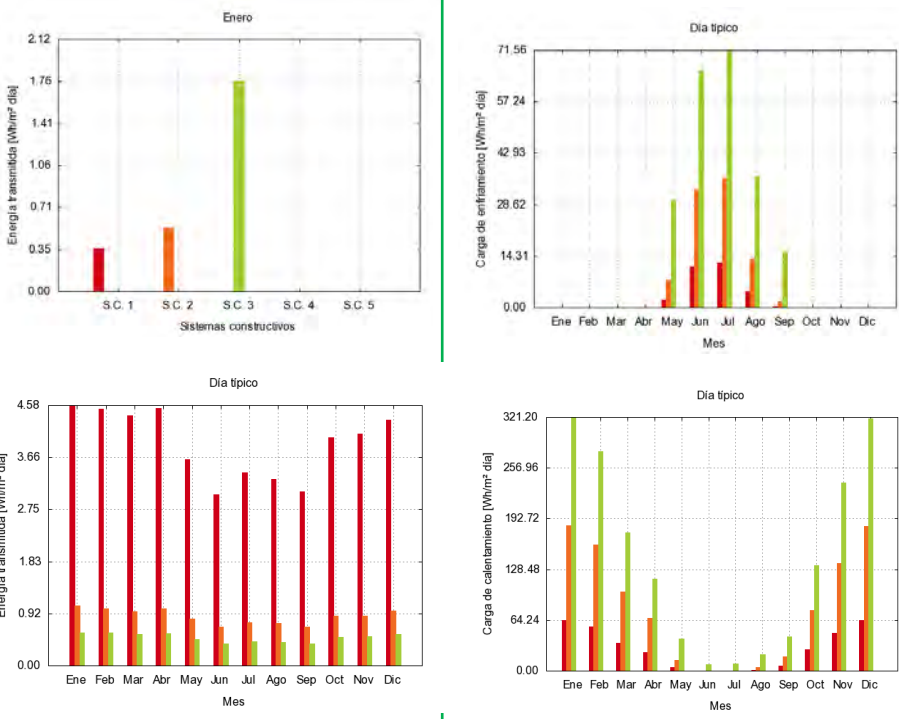 Enero
2.12
1.76
1.41
1.06
0.71
0.35
0.00
Energía transmitida [Wh/m² día]
S.C. 1 S.C. 2 S.C. 3 S.C. 4 S.C. 5
Sistemas constructivos
Día típico
71.56
57.24
42.93
28.62
14.31
0.00
Carga de enfriamiento [Wh/m² día]
Ene Feb Mar Abr May Jun Jul Ago Sep Oct Nov Dic
Mes
Día típico
4.58
3.66
2.75
1.83
0.92
0.00
Energía transmitida [Wh/m² día]
Ene Feb Mar Abr May Jun Jul Ago Sep Oct Nov Dic
Mes
Día típico
321.20
256.96
192.72
128.48
64.24
0.00
Carga de calentamiento [Wh/m² día]
Ene Feb Mar Abr May Jun Jul Ago Sep Oct Nov Dic
Mes